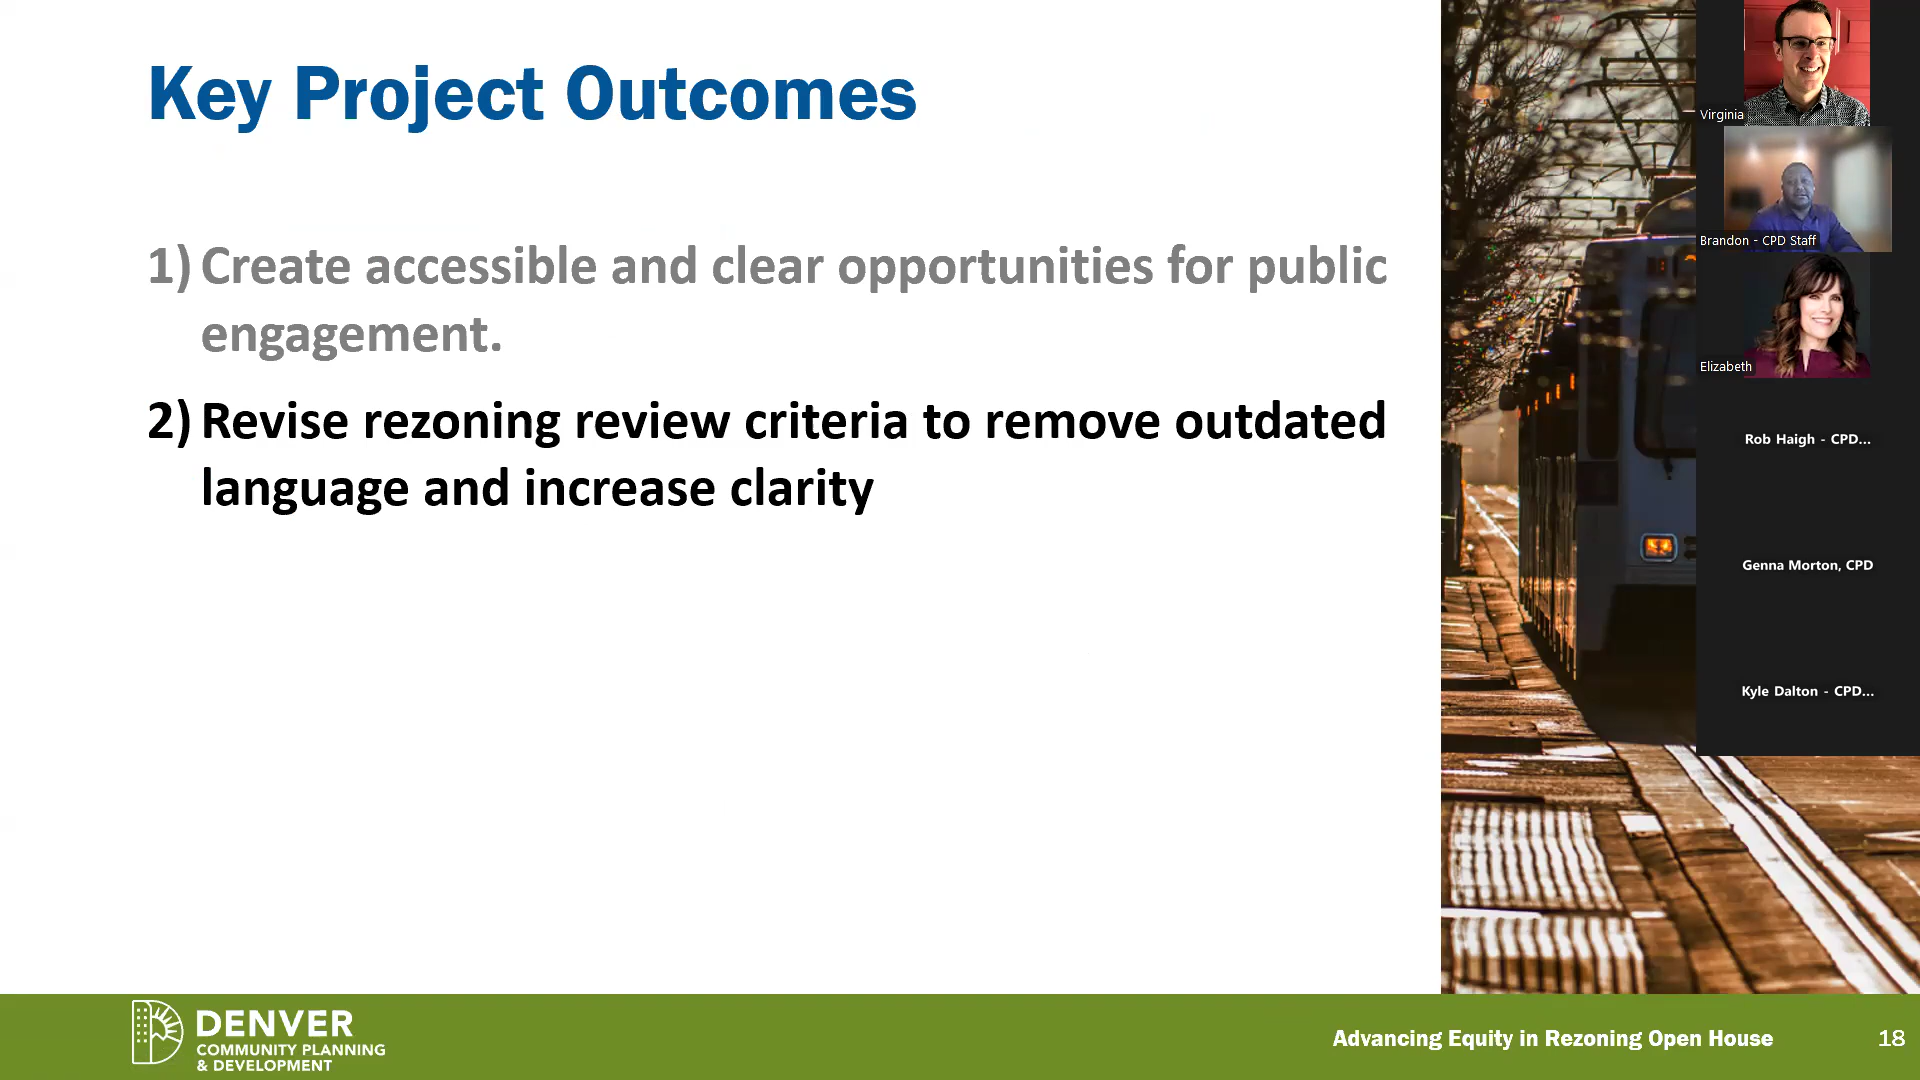 Key Project Outcomes
1) Create accessible and clear opportunities for public
engagement.
2) Revise rezoning review criteria to remove outdated
language and increase clarity
Virginia
Brandon - CPD Staff
Elizabeth
Rob Haigh - CPD...
Genna Morton, CPD
Kyle Dalton - CPD...
DENVER
COMMUNITY PLANNING
& DEVELOPMENT
Advancing Equity in Rezoning Open House
18